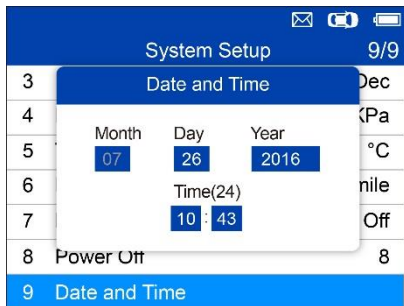 System Setup 9/9
3 Dec
Date and Time
4 KPa
Month Day Year
5 °C
07 26 2016
6 mile
Time(24)
7 Off
10 : 43
8 Power Off 8
9 Date and Time